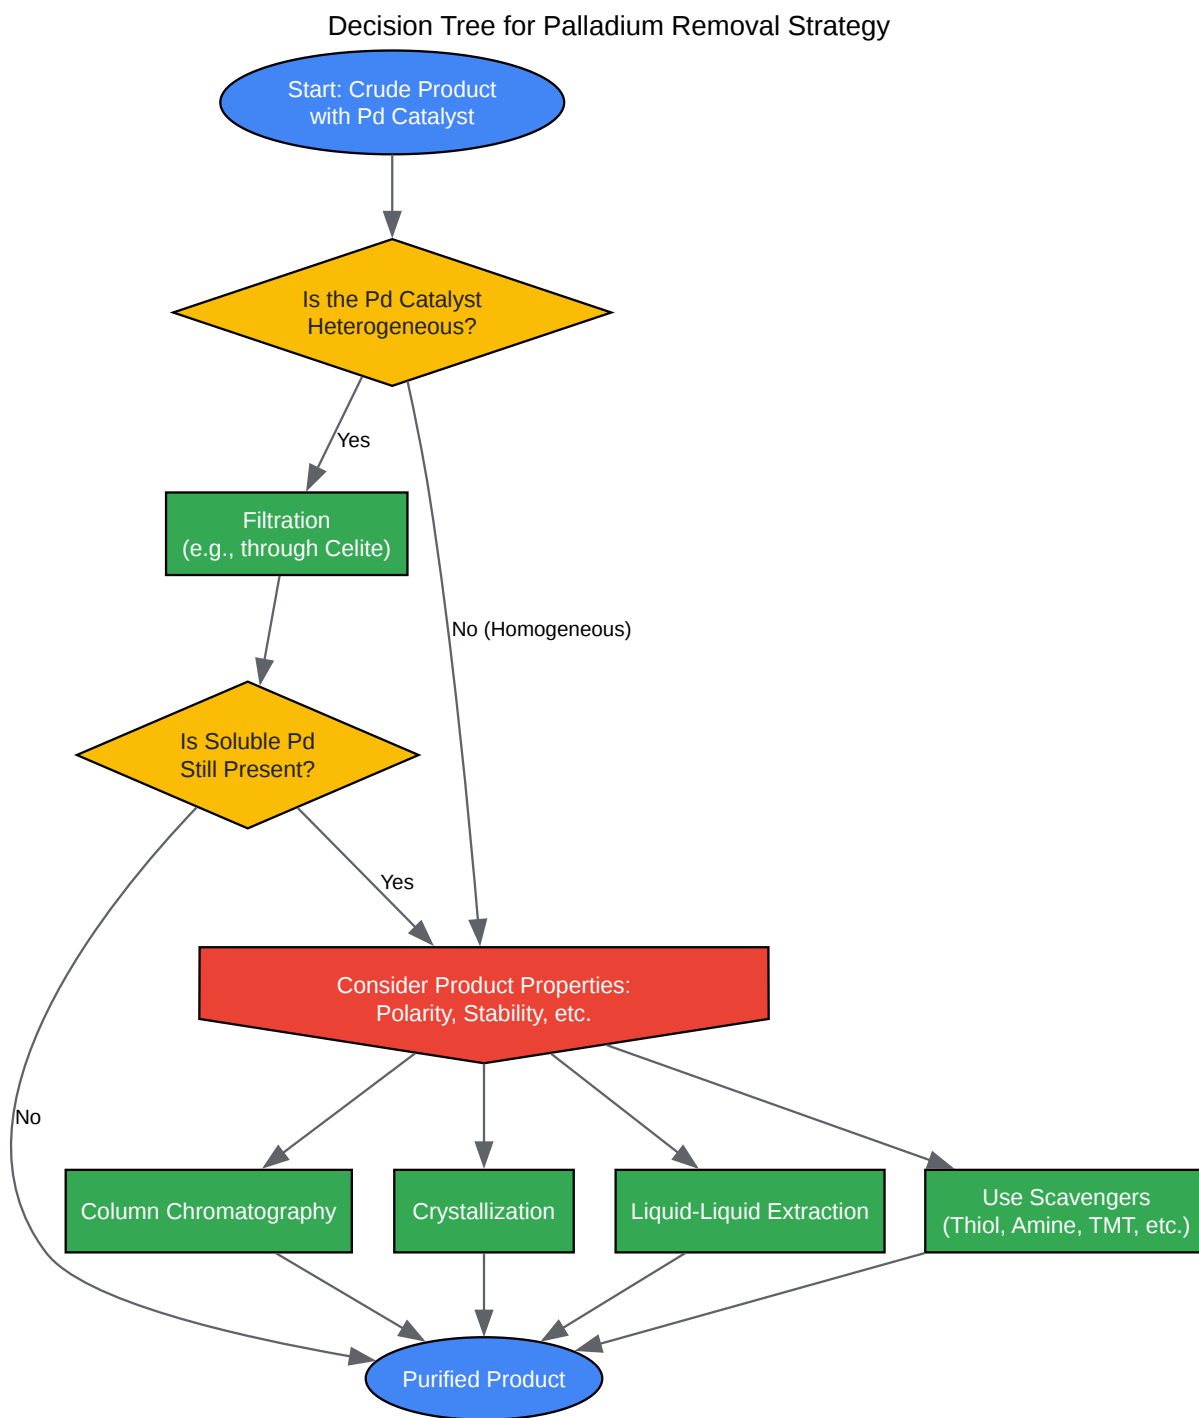 Decision Tree for Palladium Removal Strategy
Start: Crude Product
with Pd Catalyst
Is the Pd Catalyst
Heterogeneous?
Yes
Filtration
(e.g., through Celite)
No (Homogeneous)
Is Soluble Pd
Still Present?
Yes
Consider Product Properties:
Polarity, Stability, etc.
No
Column Chromatography
Crystallization
Liquid-Liquid Extraction
Use Scavengers
(Thiol, Amine, TMT, etc.)
Purified Product